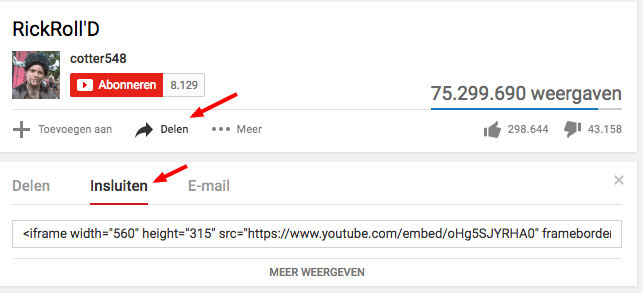 RickRoll'D
cotter548
Abonneren 8.129
75.299.690 weergaven
Toevoegen aan Delen Meer 298.644 43.158
Delen Insluiten E-mail
<iframe width="560" height="315" src="https://www.youtube.com/embed/oHg5SJYRHA0" frameborder
MEER WEERGEVEN